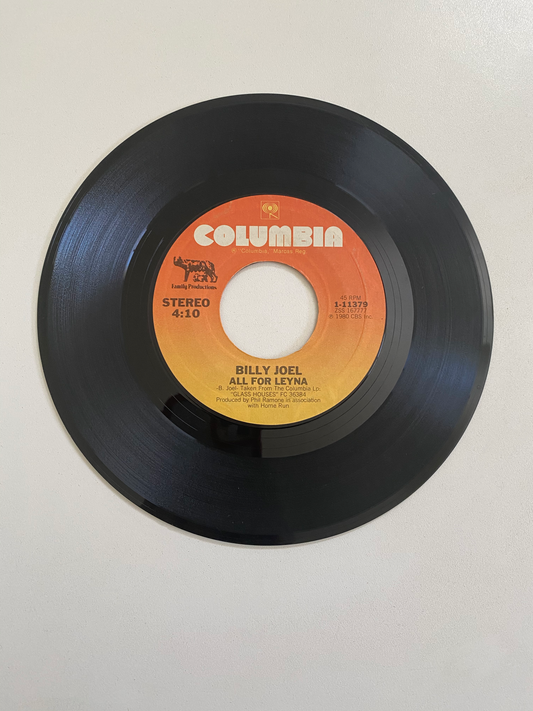 COLUMBIA
® "Columbia," Marcas Reg.
Family Productions
STEREO
4:10
45 RPM
1-11379
ZSS 167777
℗ 1980 CBS Inc.
BILLY JOEL
ALL FOR LEYNA
-B. Joel- Taken From The Columbia Lp.
"GLASS HOUSES" FC 36384
Produced by Phil Ramone in association
with Home Run